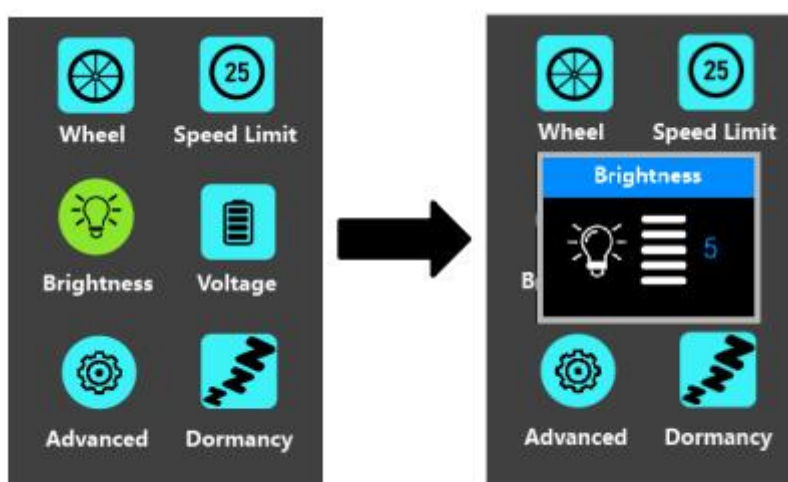 25
25
Wheel
Speed Limit
Wheel
Speed Limit
Brightness
5
Brightness
Voltage
B
Advanced
Dormancy
Advanced
Dormancy